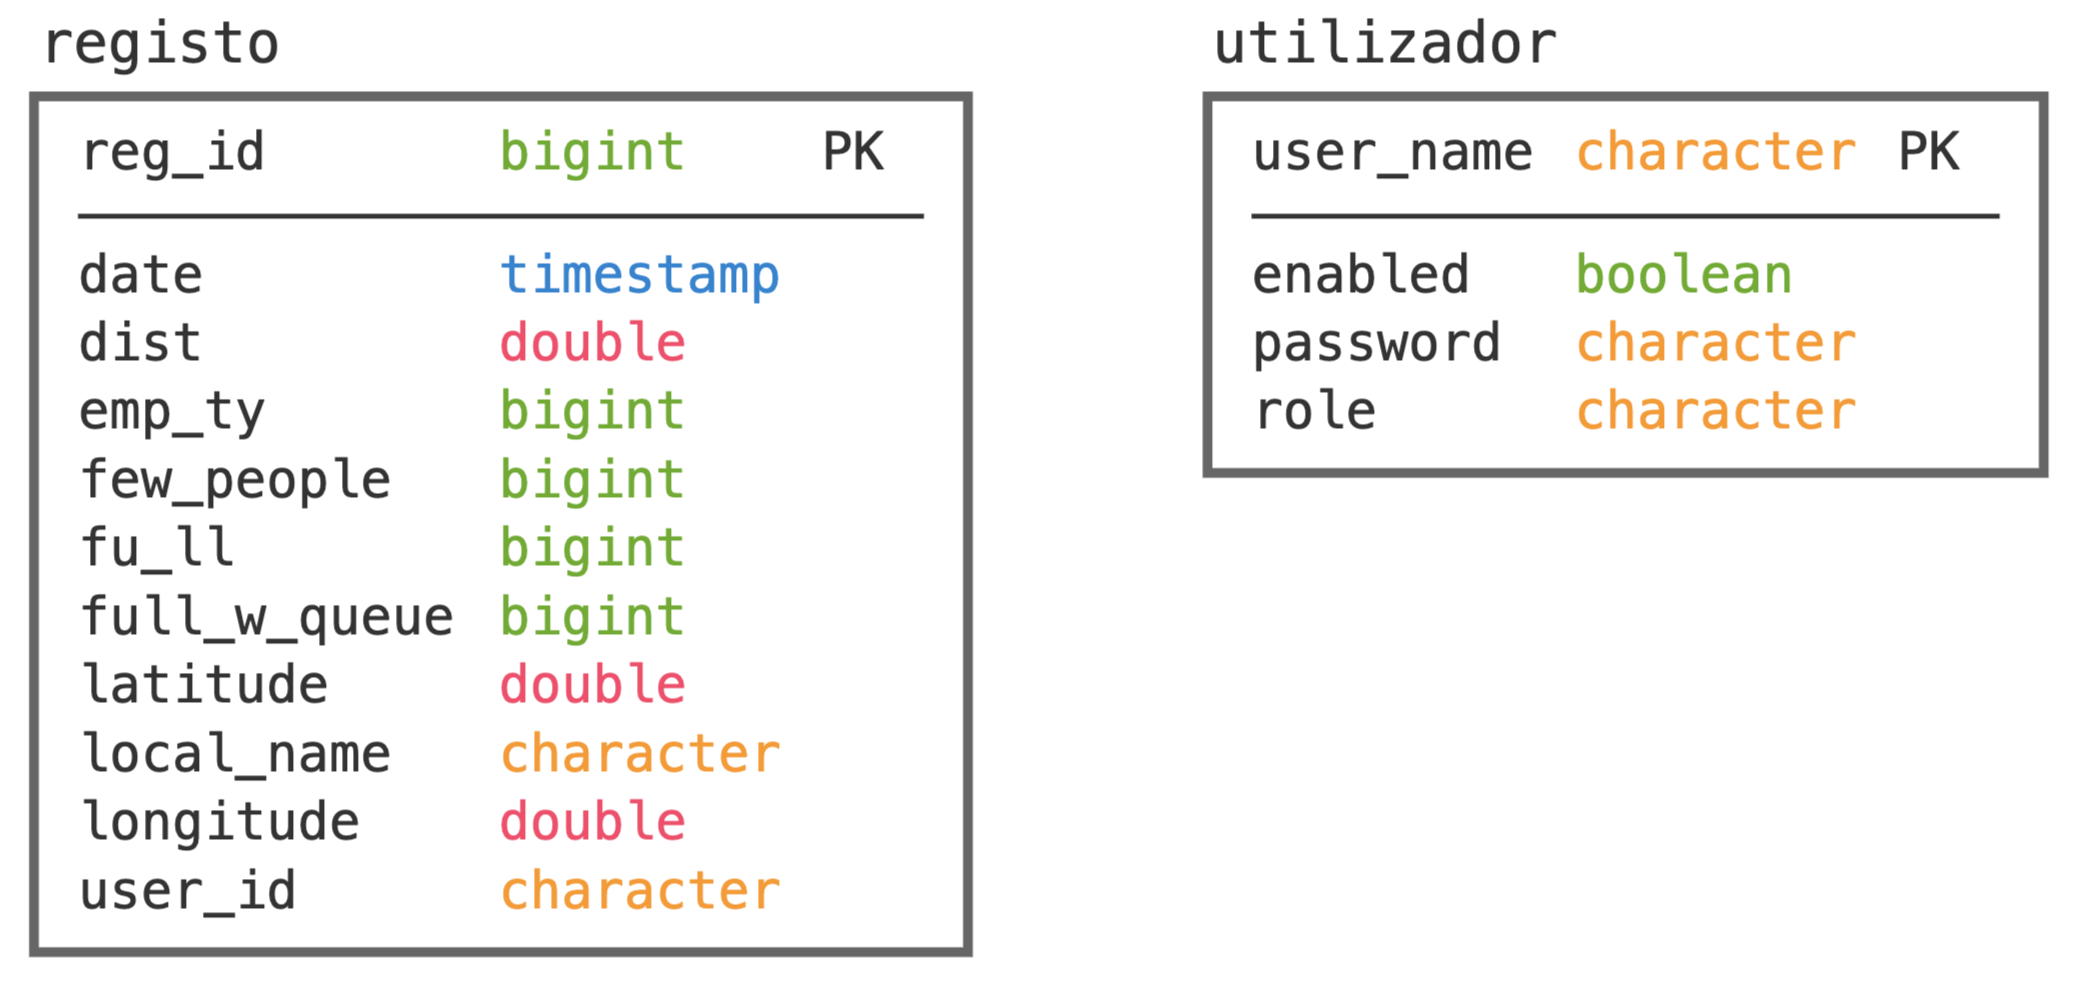 registo
reg_id bigint PK
date timestamp
dist double
emp_ty bigint
few_people bigint
fu_ll bigint
full_w_queue bigint
latitude double
local_name character
longitude double
user_id character
utilizador
user_name character PK
enabled boolean
password character
role character